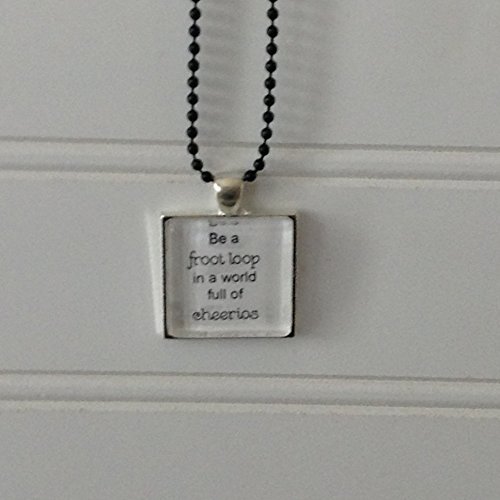 Be a
froot loop
in a world
full of
cheerios